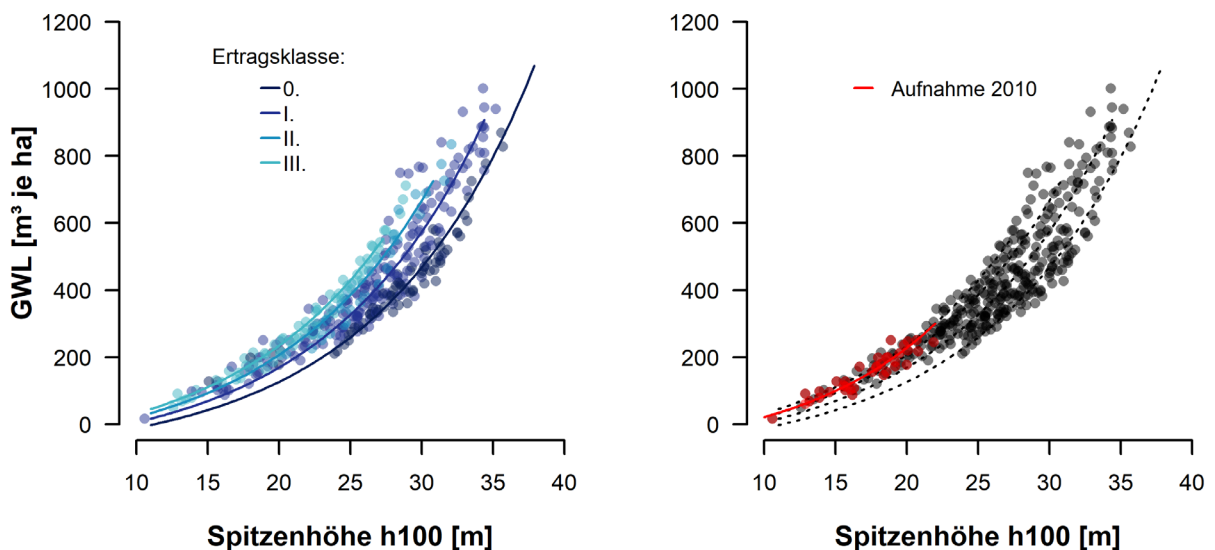 1200
1000
800
600
400
200
0
GWL [m³ je ha]
Ertragsklasse:
0.
I.
II.
III.
10 15 20 25 30 35 40
Spitzenhöhe h100 [m]
1200
1000
800
600
400
200
0
Aufnahme 2010
10 15 20 25 30 35 40
Spitzenhöhe h100 [m]